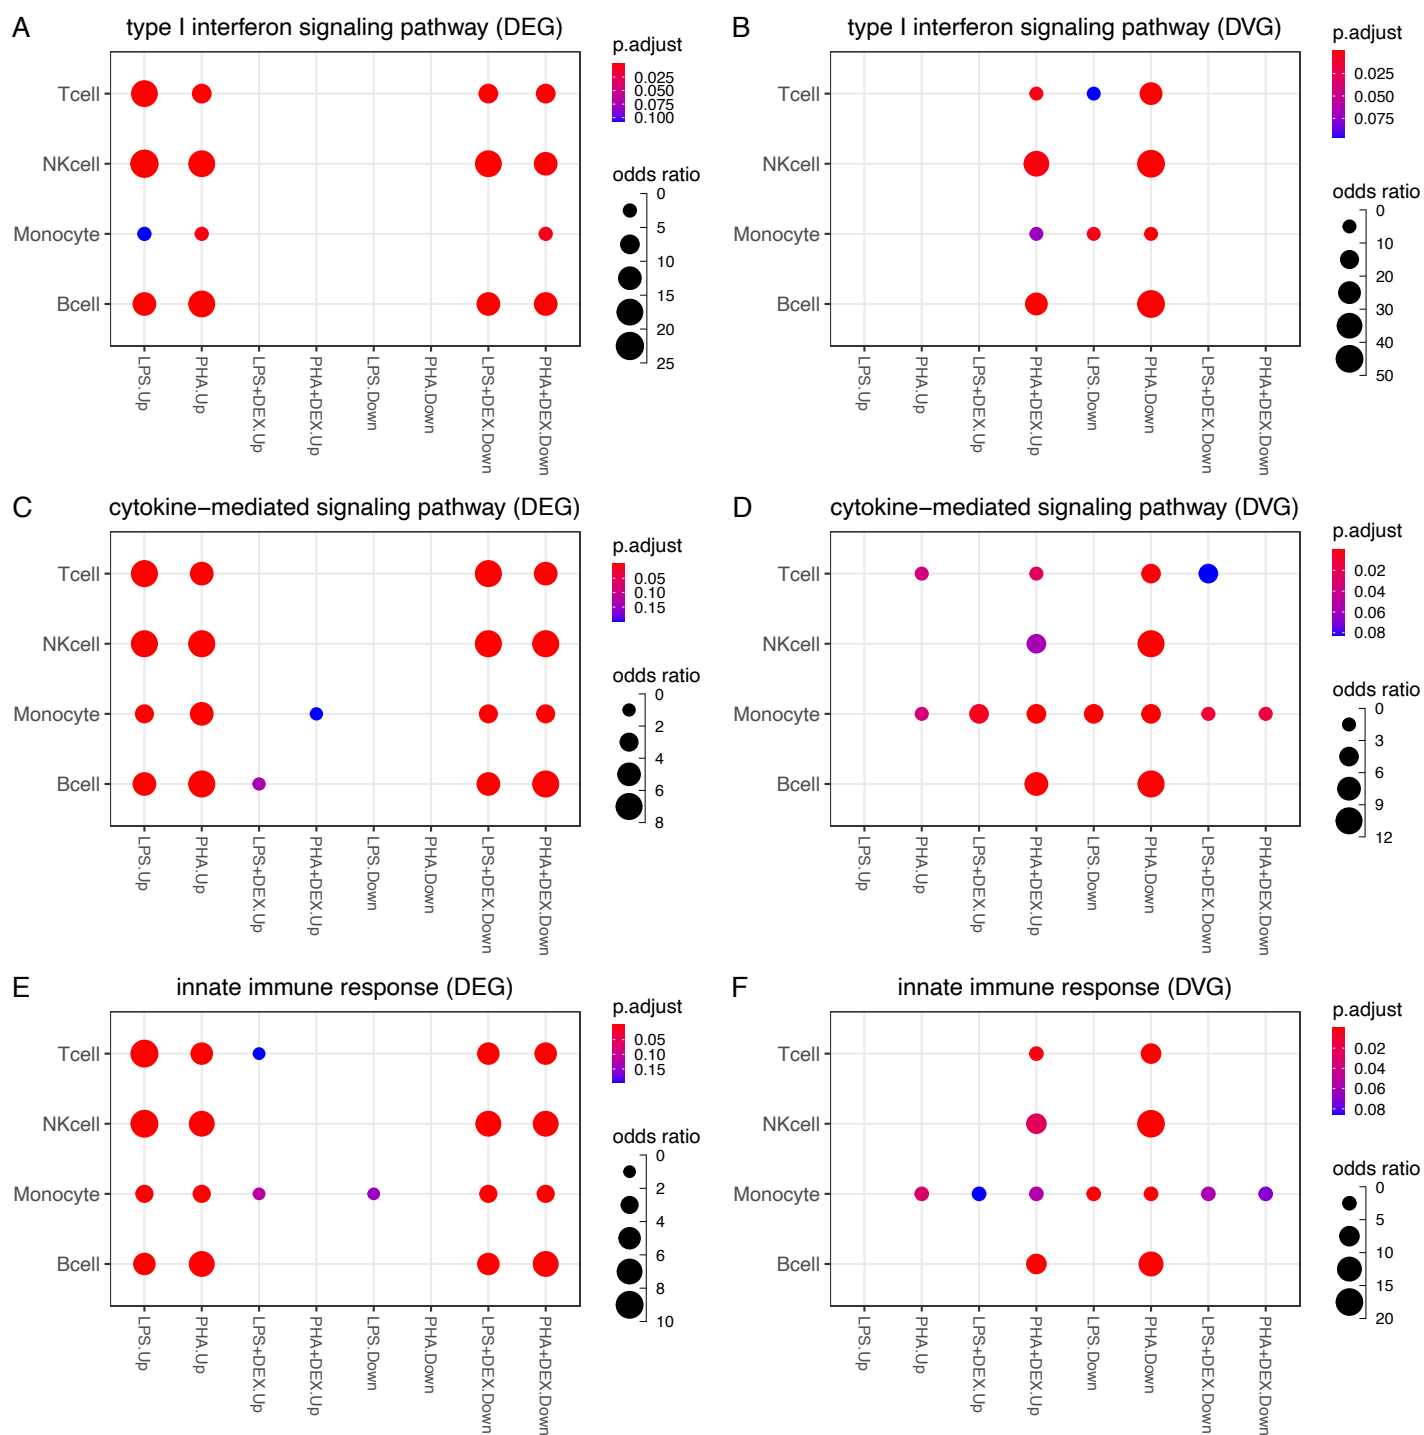 A
type I interferon signaling pathway (DEG)
Tcell
NKcell
Monocyte
Bcell
LPS.Up
PHA.Up
LPS+DEX.Up
PHA+DEX.Up
LPS.Down
PHA.Down
LPS+DEX.Down
PHA+DEX.Down
p.adjust
0.025
0.050
0.075
0.100
odds ratio
0
5
10
15
20
25
B
type I interferon signaling pathway (DVG)
Tcell
NKcell
Monocyte
Bcell
LPS.Up
PHA.Up
LPS+DEX.Up
PHA+DEX.Up
LPS.Down
PHA.Down
LPS+DEX.Down
PHA+DEX.Down
p.adjust
0.025
0.050
0.075
odds ratio
0
10
20
30
40
50
C
cytokine−mediated signaling pathway (DEG)
Tcell
NKcell
Monocyte
Bcell
LPS.Up
PHA.Up
LPS+DEX.Up
PHA+DEX.Up
LPS.Down
PHA.Down
LPS+DEX.Down
PHA+DEX.Down
p.adjust
0.05
0.10
0.15
odds ratio
0
2
4
6
8
D
cytokine−mediated signaling pathway (DVG)
Tcell
NKcell
Monocyte
Bcell
LPS.Up
PHA.Up
LPS+DEX.Up
PHA+DEX.Up
LPS.Down
PHA.Down
LPS+DEX.Down
PHA+DEX.Down
p.adjust
0.02
0.04
0.06
0.08
odds ratio
0
3
6
9
12
E
innate immune response (DEG)
Tcell
NKcell
Monocyte
Bcell
LPS.Up
PHA.Up
LPS+DEX.Up
PHA+DEX.Up
LPS.Down
PHA.Down
LPS+DEX.Down
PHA+DEX.Down
p.adjust
0.05
0.10
0.15
odds ratio
0
2
4
6
8
10
F
innate immune response (DVG)
Tcell
NKcell
Monocyte
Bcell
LPS.Up
PHA.Up
LPS+DEX.Up
PHA+DEX.Up
LPS.Down
PHA.Down
LPS+DEX.Down
PHA+DEX.Down
p.adjust
0.02
0.04
0.06
0.08
odds ratio
0
5
10
15
20